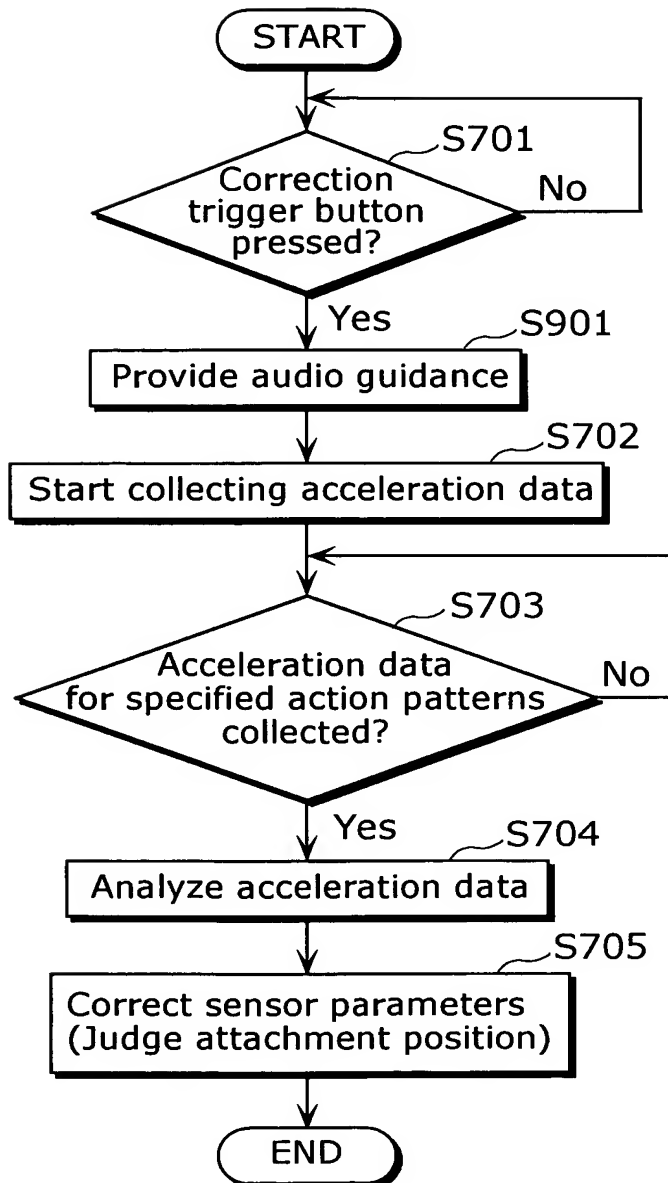 START
S701
Correction
trigger button
pressed?
No
Yes
S901
Provide audio guidance
S702
Start collecting acceleration data
S703
Acceleration data
for specified action patterns
collected?
No
Yes
S704
Analyze acceleration data
S705
Correct sensor parameters
(Judge attachment position)
END